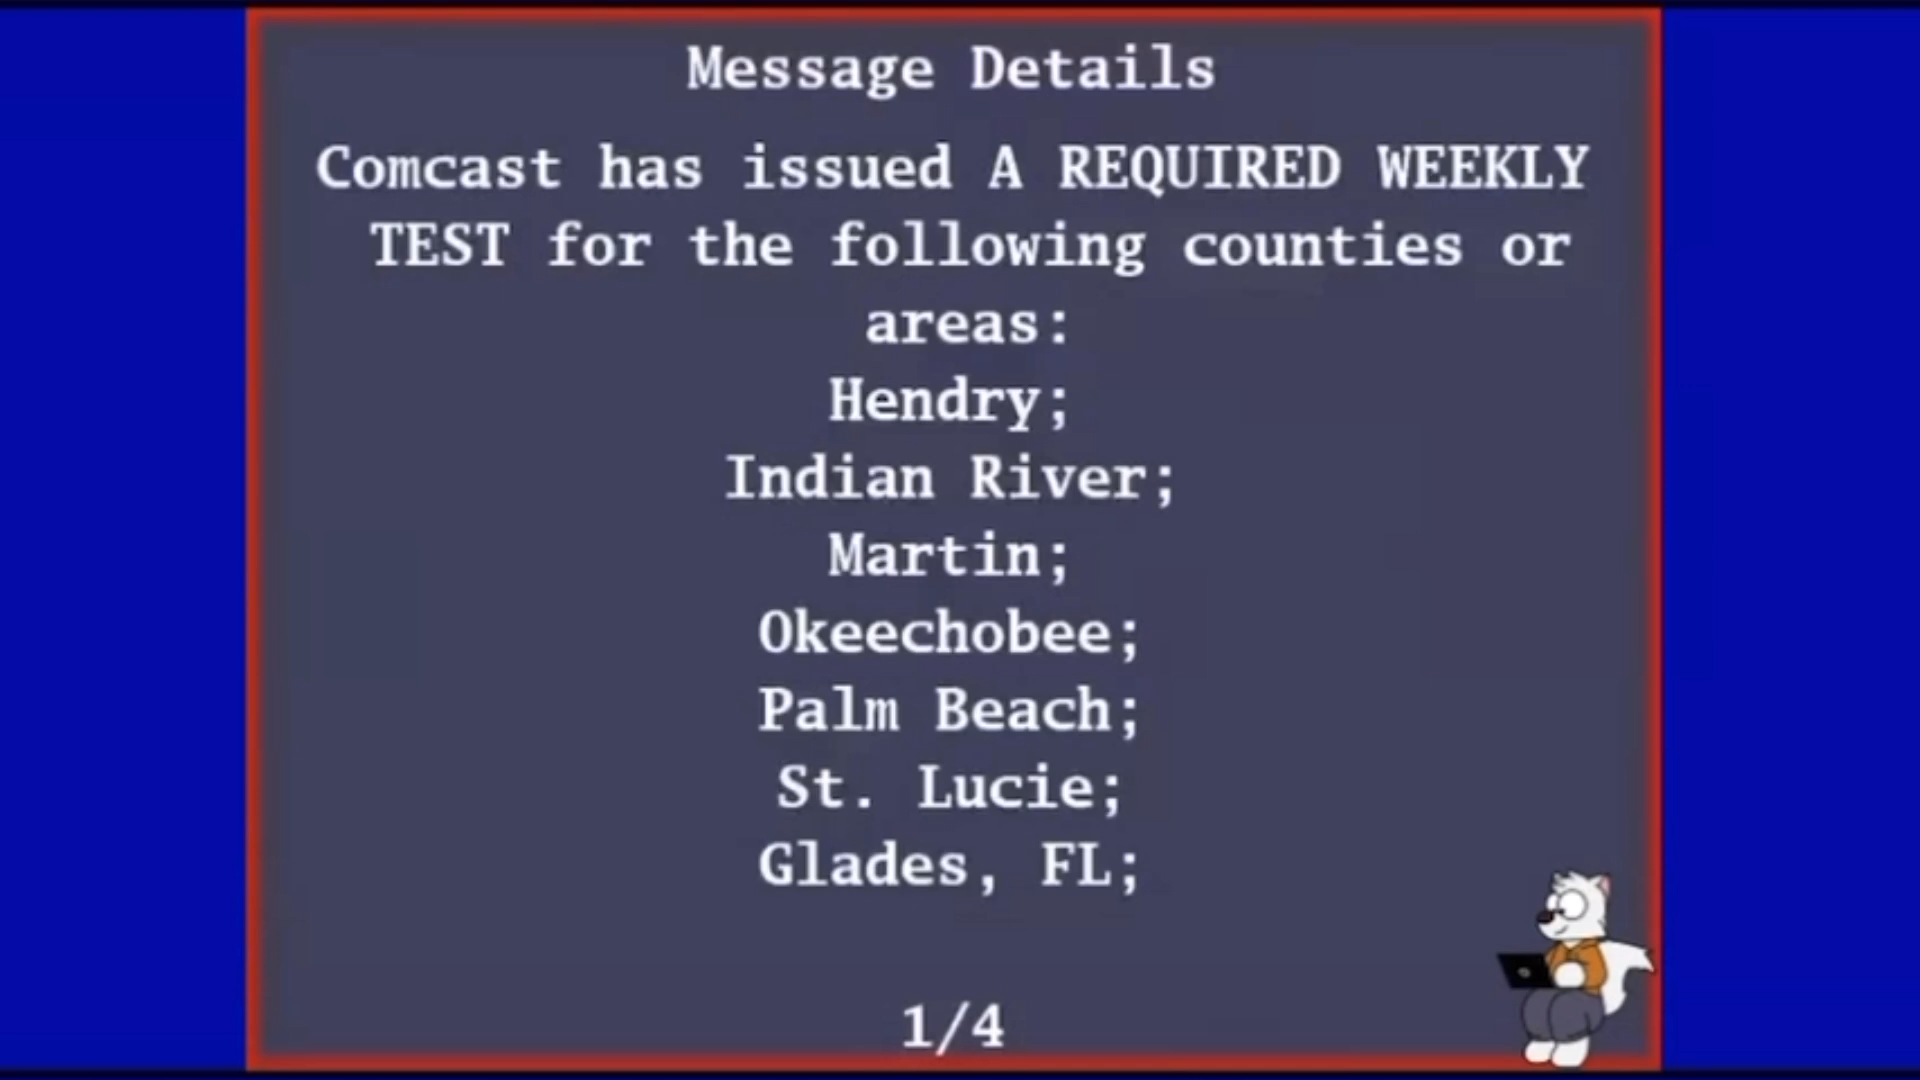 Message Details
Comcast has issued A REQUIRED WEEKLY
TEST for the following counties or
areas:
Hendry;
Indian River;
Martin;
Okeechobee;
Palm Beach;
St. Lucie;
Glades, FL;
1/4